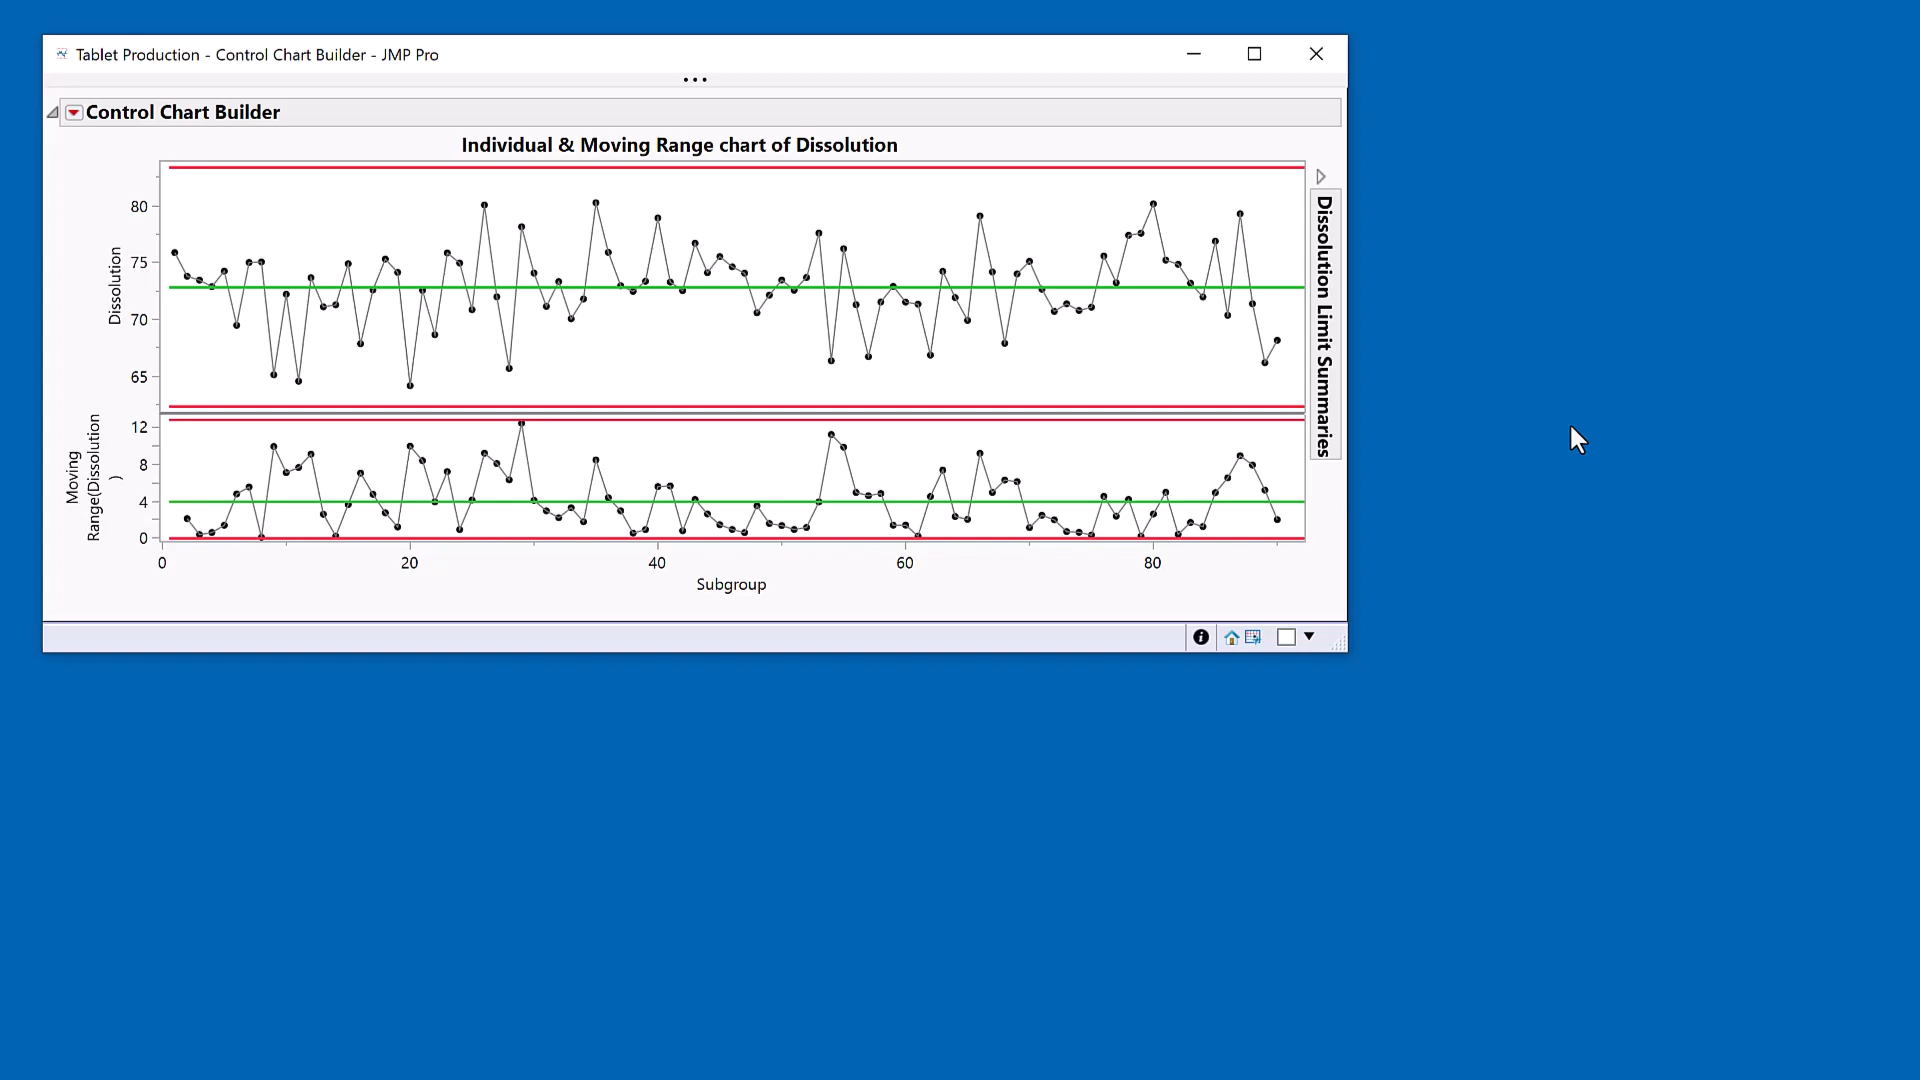 Tablet Production - Control Chart Builder - JMP Pro
Control Chart Builder
Individual & Moving Range chart of Dissolution
Dissolution
80
75
70
65
Moving
Range(Dissolution
)
12
8
4
0
0
20
40
60
80
Subgroup
Dissolution Limit Summaries